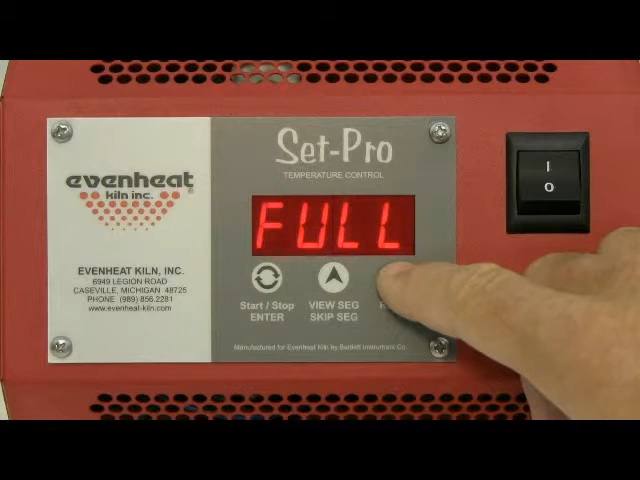 Set-Pro
TEMPERATURE CONTROL
evenheat®
kiln inc.
FULL
EVENHEAT KILN, INC.
6949 LEGION ROAD
CASEVILLE, MICHIGAN 48725
PHONE (989) 856.2281
www.evenheat-kiln.com
Start / Stop
ENTER
VIEW SEG
SKIP SEG
Manufactured for Evenheat Kiln by Bartlett Instrument Co.
I
O